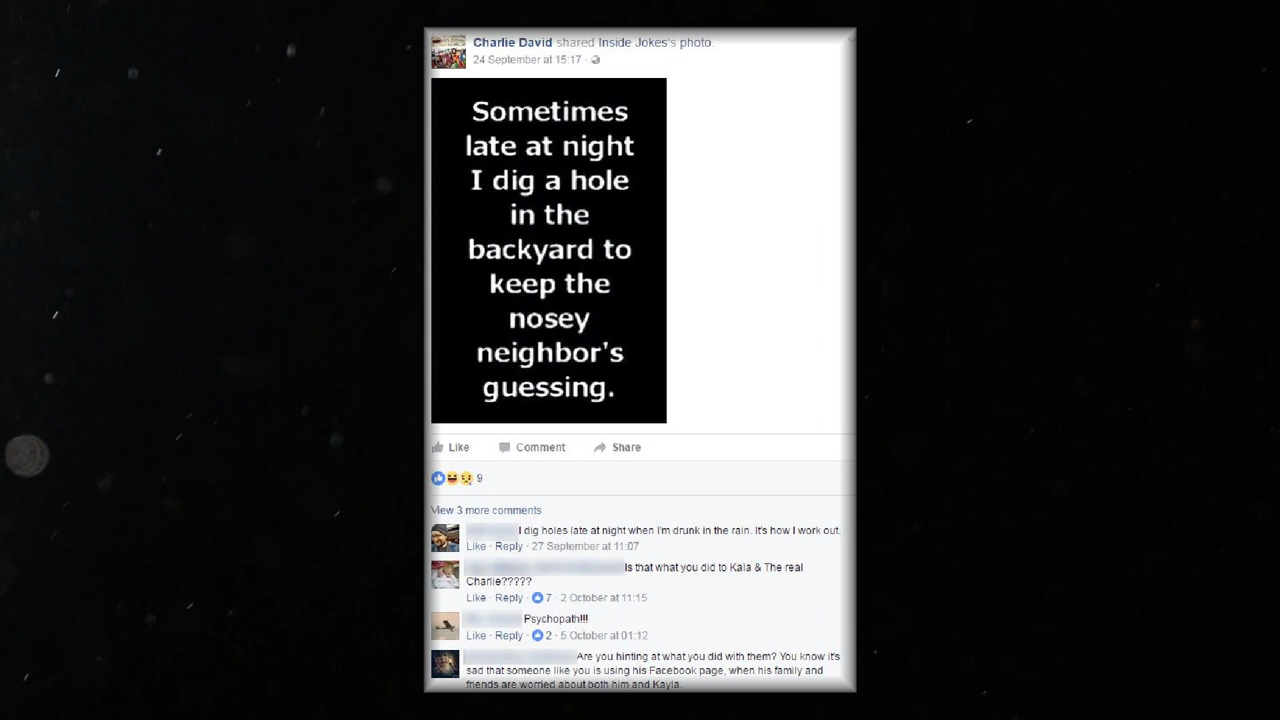 Charlie David shared Inside Jokes's photo.
24 September at 15:17 ·
Sometimes
late at night
I dig a hole
in the
backyard to
keep the
nosey
neighbor's
guessing.
Like Comment Share
9
View 3 more comments
I dig holes late at night when I'm drunk in the rain. It's how I work out.
Like · Reply · 27 September at 11:07
Is that what you did to Kala & The real
Charlie?????
Like · Reply · 7 · 2 October at 11:15
Psychopath!!!
Like · Reply · 2 · 5 October at 01:12
Are you hinting at what you did with them? You know it's
sad that someone like you is using his Facebook page, when his family and
friends are worried about both him and Kayla.